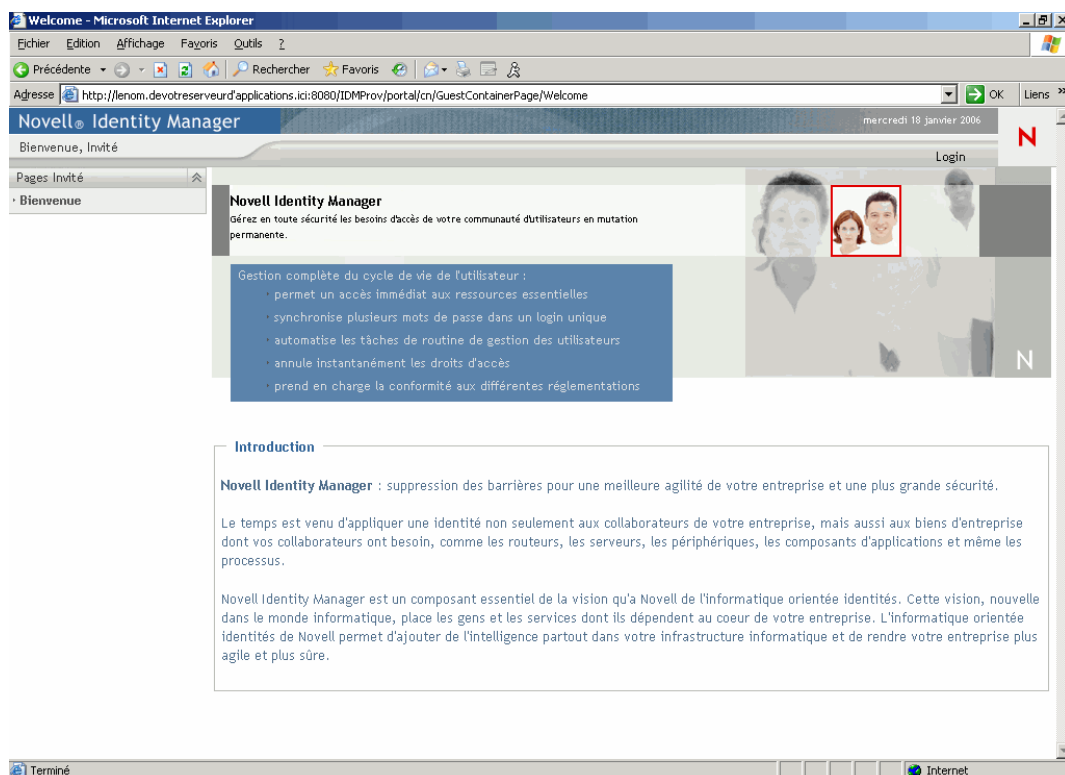 Welcome - Microsoft Internet Explorer
Fichier Edition Affichage Favoris Outils ?
Précédente Rechercher Favoris
Adresse http://lenom.devotreserveurd'applications.ici:8080/IDMProv/portal/cn/GuestContainerPage/Welcome OK Liens »
Novell® Identity Manager mercredi 18 janvier 2006
N
Bienvenue, Invité
Login
Pages Invité
Bienvenue
Novell Identity Manager
Gérez en toute sécurité les besoins d'accès de votre communauté d'utilisateurs en mutation
permanente.
Gestion complète du cycle de vie de l'utilisateur :
permet un accès immédiat aux ressources essentielles
synchronise plusieurs mots de passe dans un login unique
automatise les tâches de routine de gestion des utilisateurs
annule instantanément les droits d'accès
prend en charge la conformité aux différentes réglementations
N
Introduction
Novell Identity Manager : suppression des barrières pour une meilleure agilité de votre entreprise et une plus grande sécurité.
Le temps est venu d'appliquer une identité non seulement aux collaborateurs de votre entreprise, mais aussi aux biens d'entreprise
dont vos collaborateurs ont besoin, comme les routeurs, les serveurs, les périphériques, les composants d'applications et même les
processus.
Novell Identity Manager est un composant essentiel de la vision qu'a Novell de l'informatique orientée identités. Cette vision, nouvelle
dans le monde informatique, place les gens et les services dont ils dépendent au coeur de votre entreprise. L'informatique orientée
identités de Novell permet d'ajouter de l'intelligence partout dans votre infrastructure informatique et de rendre votre entreprise plus
agile et plus sûre.
Terminé Internet